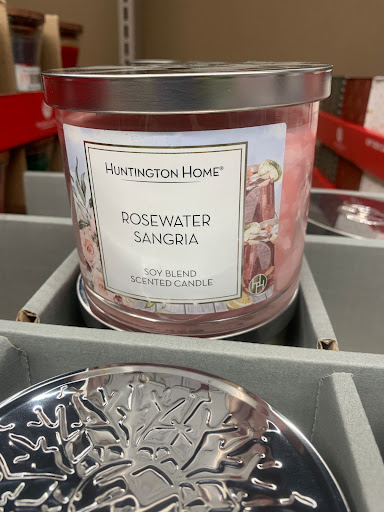 HUNTINGTON HOME®
ROSEWATER
SANGRIA
SOY BLEND
SCENTED CANDLE